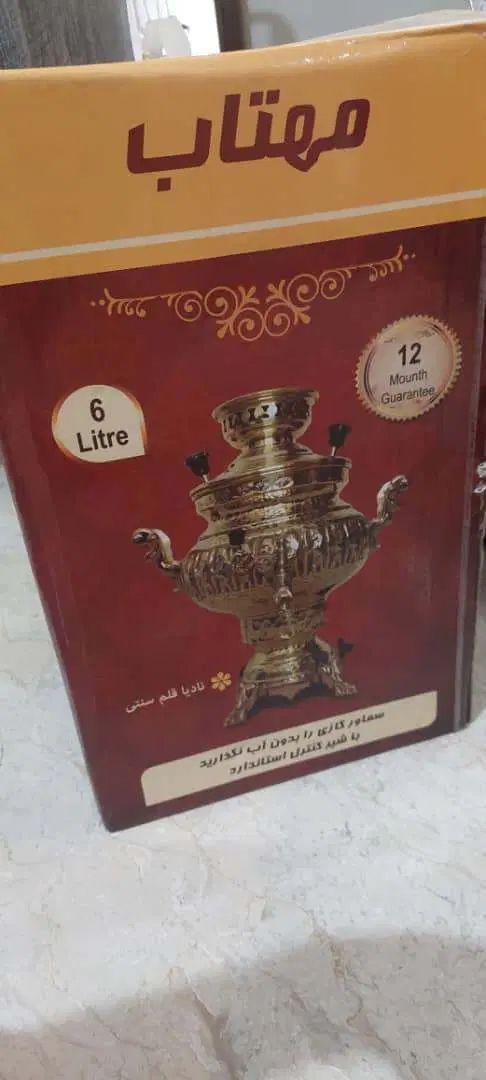 مهتاب
12
Mounth
Guarantee
6
Litre
نادیا قلم سنتی
سماور گازی را بدون آب نگذارید
با شیر کنترل استاندارد